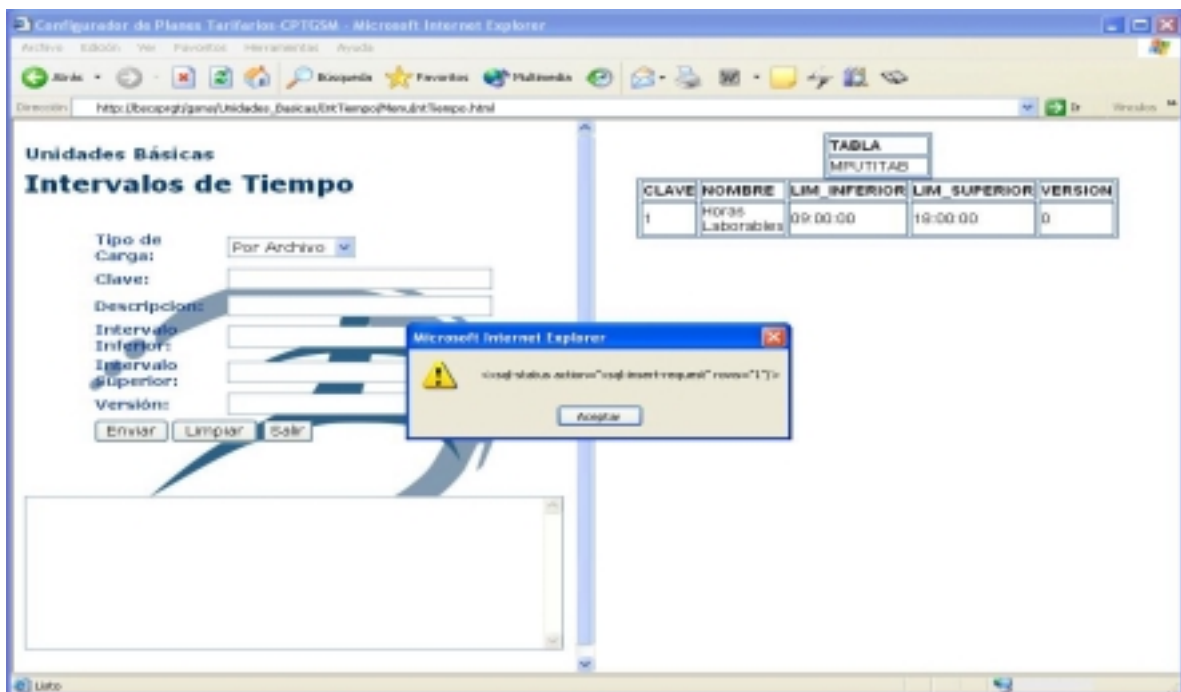 Configurador de Planes Tarifarios-CPTGSM - Microsoft Internet Explorer
Archivo Edición Ver Favoritos Herramientas Ayuda
Atrás Búsqueda Favoritos Multimedia
Dirección Ir Vínculos
Unidades Básicas
Intervalos de Tiempo
Tipo de Carga: Por Archivo
Clave:
Descripcion:
Intervalo Inferior:
Intervalo Superior:
Versión:
Enviar Limpiar Salir
TABLA
MPUTITAB
CLAVE NOMBRE LIM_INFERIOR LIM_SUPERIOR VERSION
1 Horas Laborables 09:00:00 0
Microsoft Internet Explorer
Aceptar
Listo